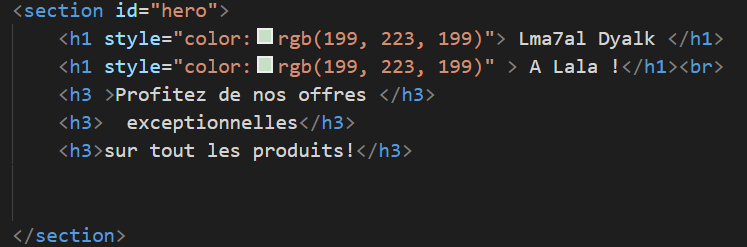 <section id="hero">
<h1 style="color: rgb(199, 223, 199)"> Lma7al Dyalk </h1>
<h1 style="color: rgb(199, 223, 199)" > A Lala !</h1><br>
<h3 >Profitez de nos offres </h3>
<h3>  exceptionnelles</h3>
<h3>sur tout les produits!</h3>
</section>